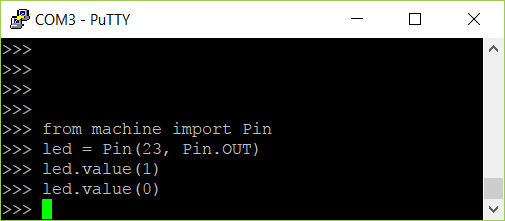 COM3 - PuTTY
>>>
>>>
>>>
>>>
>>> from machine import Pin
>>> led = Pin(23, Pin.OUT)
>>> led.value(1)
>>> led.value(0)
>>>